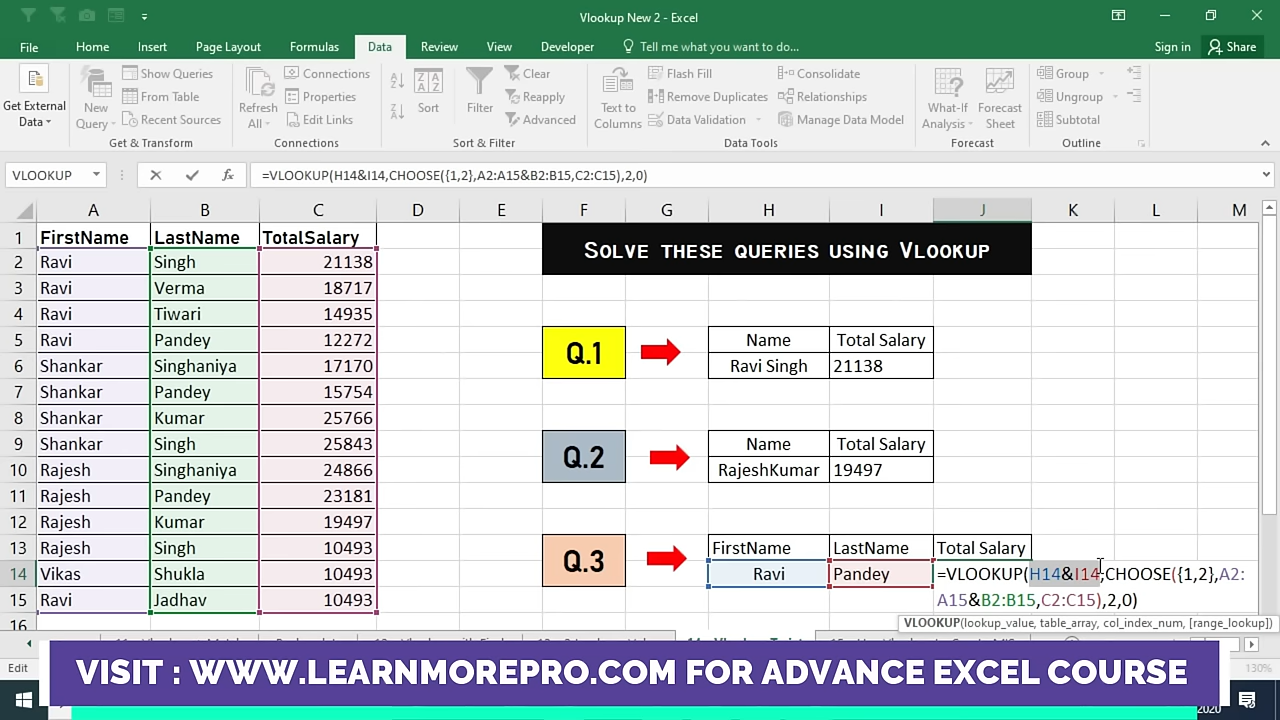 Vlookup New 2 - Excel
File Home Insert Page Layout Formulas Data Review View Developer Tell me what you want to do... Sign in Share
Get External Data
New Query
Show Queries
From Table
Recent Sources
Get & Transform
Refresh All
Connections
Properties
Edit Links
Connections
Sort
Filter
Clear
Reapply
Advanced
Sort & Filter
Text to Columns
Flash Fill
Remove Duplicates
Data Validation
Consolidate
Relationships
Manage Data Model
Data Tools
What-If Analysis
Forecast Sheet
Forecast
Group
Ungroup
Subtotal
Outline
VLOOKUP fx =VLOOKUP(H14&I14,CHOOSE({1,2},A2:A15&B2:B15,C2:C15),2,0)
A B C D E F G H I J K L M
1 FirstName LastName TotalSalary
SOLVE THESE QUERIES USING VLOOKUP
2 Ravi Singh 21138
3 Ravi Verma 18717
4 Ravi Tiwari 14935
5 Ravi Pandey 12272 Name Total Salary
Q.1
6 Shankar Singhaniya 17170 Ravi Singh 21138
7 Shankar Pandey 15754
8 Shankar Kumar 25766
9 Shankar Singh 25843 Name Total Salary
Q.2
10 Rajesh Singhaniya 24866 RajeshKumar 19497
11 Rajesh Pandey 23181
12 Rajesh Kumar 19497
13 Rajesh Singh 10493 FirstName LastName Total Salary
Q.3
14 Vikas Shukla 10493 Ravi Pandey =VLOOKUP(H14&I14,CHOOSE({1,2},A2:
15 Ravi Jadhav 10493 A15&B2:B15,C2:C15),2,0)
16 VLOOKUP(lookup_value, table_array, col_index_num, [range_lookup])
Edit 130%
VISIT : WWW.LEARNMOREPRO.COM FOR ADVANCE EXCEL COURSE
2020